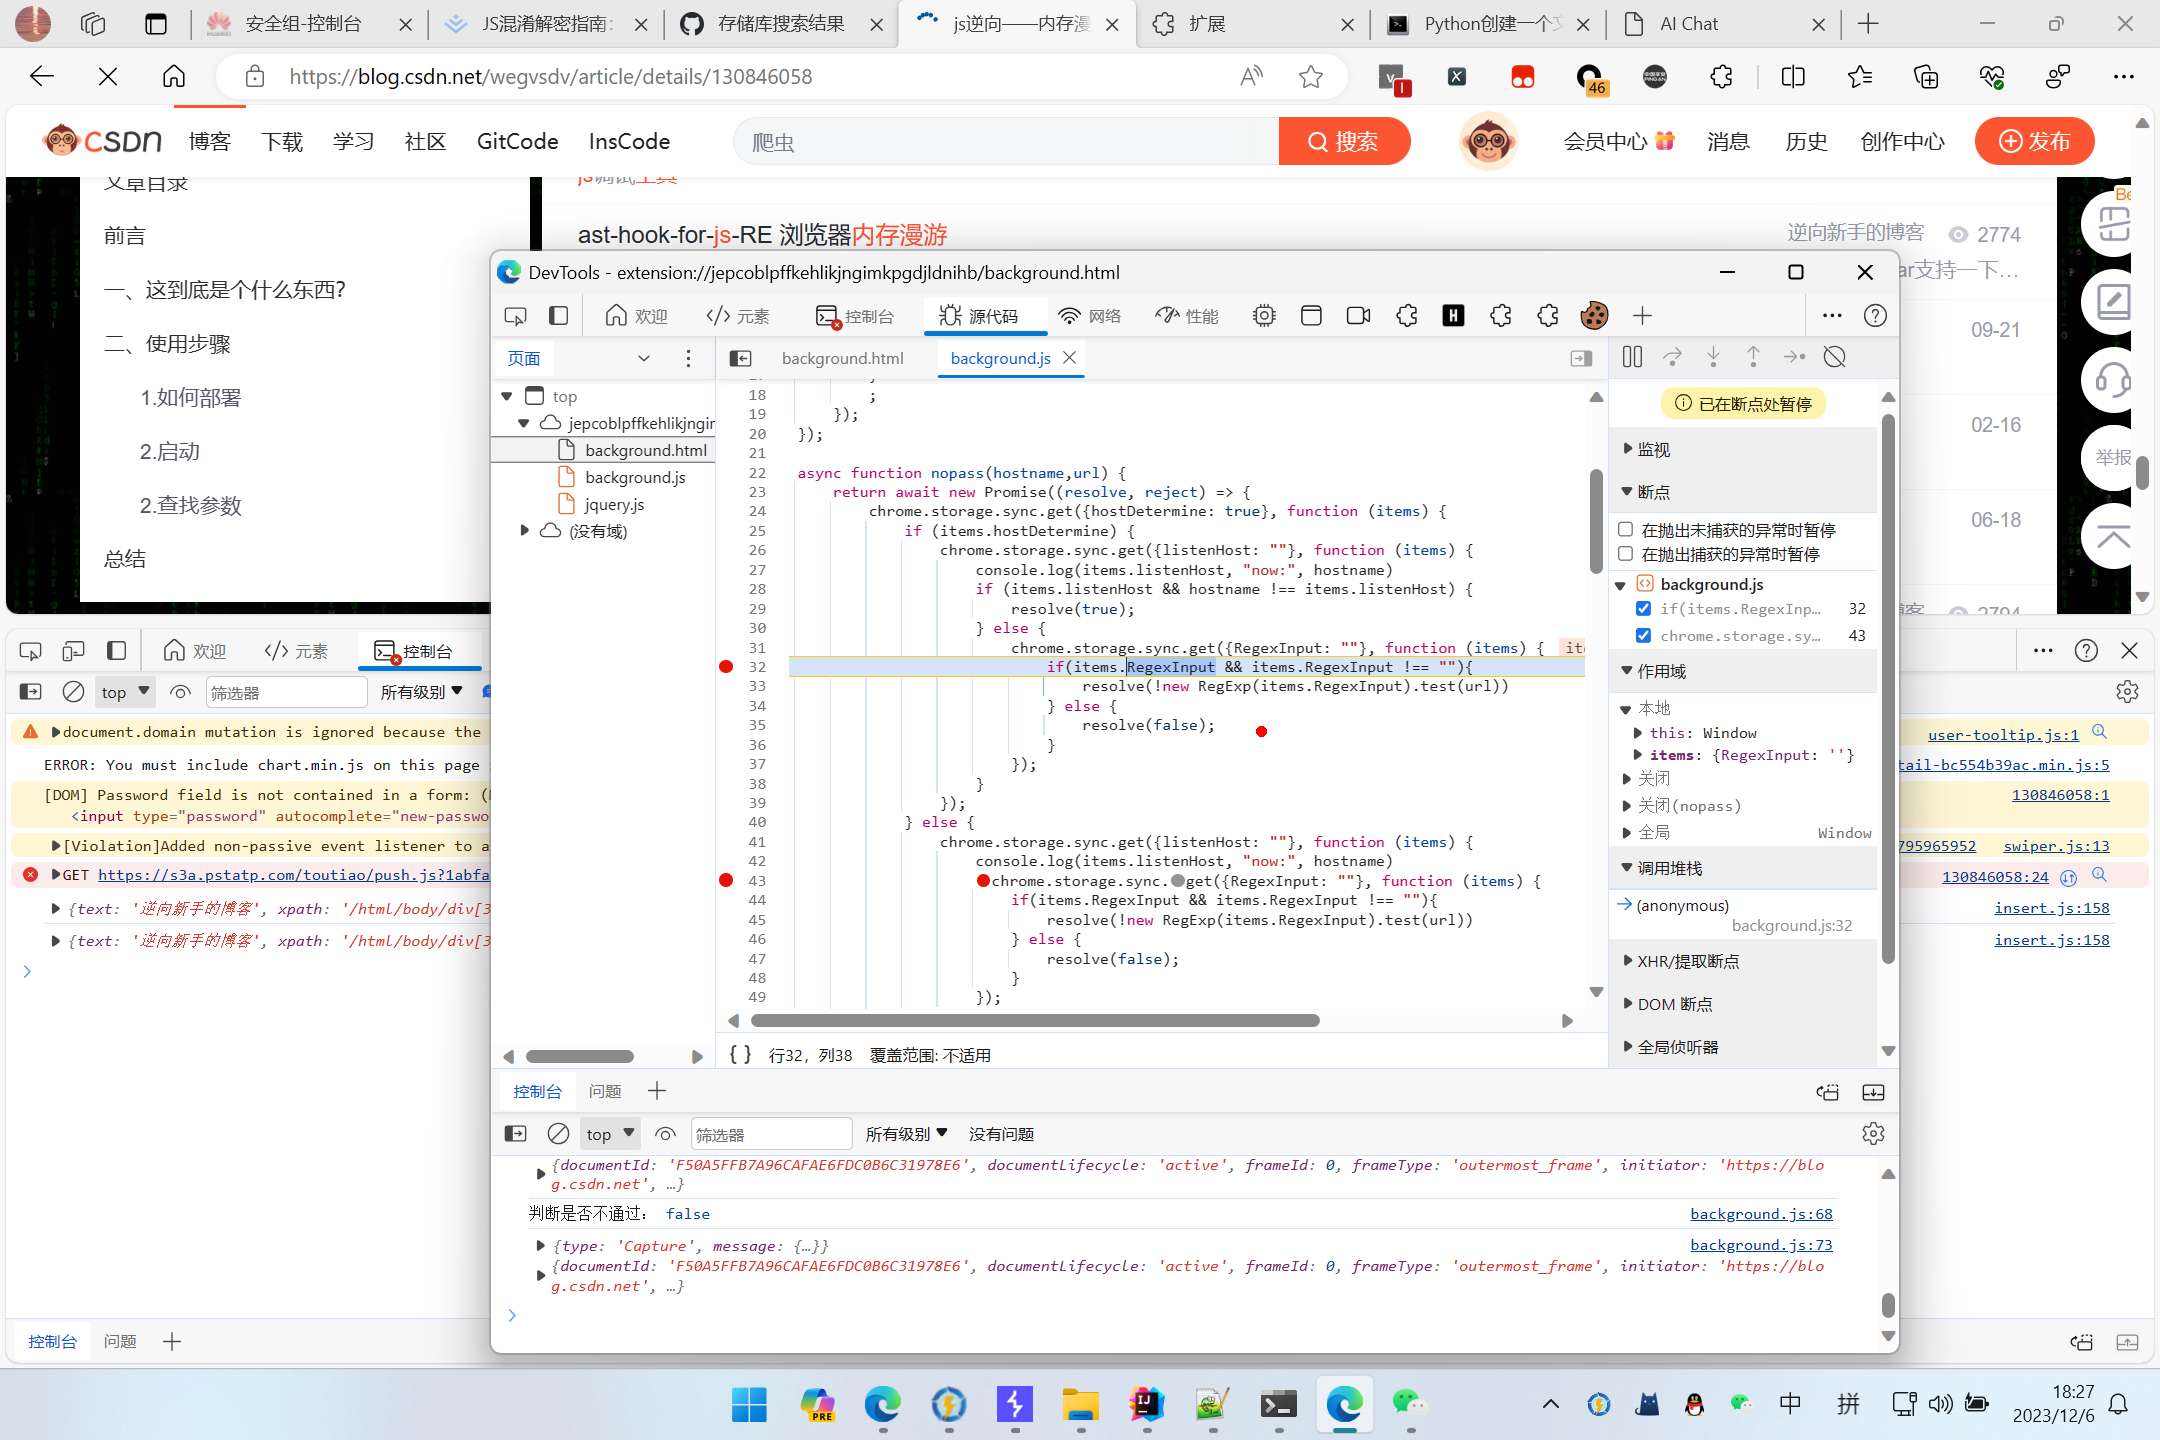 安全组-控制台
JS混淆解密指南:
存储库搜索结果
js逆向——内存漫
扩展
Python创建一个
AI Chat
https://blog.csdn.net/wegvsdv/article/details/130846058
46
CSDN 博客 下载 学习 社区 GitCode InsCode
爬虫
搜索
会员中心 消息 历史 创作中心 发布
文章目录
前言
一、这到底是个什么东西?
二、使用步骤
1.如何部署
2.启动
2.查找参数
总结
js调试工具
ast-hook-for-js-RE 浏览器内存漫游
逆向新手的博客 2774
ar支持一下…
09-21
02-16
06-18
2794
举报
DevTools - extension://jepcoblpffkehlikjngimkpgdjldnihb/background.html
欢迎 元素 控制台 源代码 网络 性能
页面
background.html background.js
top
jepcoblpffkehlikjngir
background.html
background.js
jquery.js
(没有域)
18 ;
19 });
20 });
21
22 async function nopass(hostname,url) {
23 return await new Promise((resolve, reject) => {
24 chrome.storage.sync.get({hostDetermine: true}, function (items) {
25 if (items.hostDetermine) {
26 chrome.storage.sync.get({listenHost: ""}, function (items) {
27 console.log(items.listenHost, "now:", hostname)
28 if (items.listenHost && hostname !== items.listenHost) {
29 resolve(true);
30 } else {
31 chrome.storage.sync.get({RegexInput: ""}, function (items) { ite
32 if(items.RegexInput && items.RegexInput !== ""){
33 resolve(!new RegExp(items.RegexInput).test(url))
34 } else {
35 resolve(false);
36 }
37 });
38 }
39 });
40 } else {
41 chrome.storage.sync.get({listenHost: ""}, function (items) {
42 console.log(items.listenHost, "now:", hostname)
43 chrome.storage.sync.get({RegexInput: ""}, function (items) {
44 if(items.RegexInput && items.RegexInput !== ""){
45 resolve(!new RegExp(items.RegexInput).test(url))
46 } else {
47 resolve(false);
48 }
49 });
{ } 行32，列38 覆盖范围: 不适用
已在断点处暂停
监视
断点
在抛出未捕获的异常时暂停
在抛出捕获的异常时暂停
background.js
if(items.RegexInp… 32
chrome.storage.sy… 43
作用域
本地
this: Window
items: {RegexInput: ''}
关闭
关闭(nopass)
全局 Window
调用堆栈
(anonymous)
background.js:32
XHR/提取断点
DOM 断点
全局侦听器
控制台 问题
top 筛选器 所有级别 没有问题
{documentId: 'F50A5FFB7A96CAFAE6FDC0B6C31978E6', documentLifecycle: 'active', frameId: 0, frameType: 'outermost_frame', initiator: 'https://blo
g.csdn.net', …}
判断是否不通过： false background.js:68
{type: 'Capture', message: {…}} background.js:73
{documentId: 'F50A5FFB7A96CAFAE6FDC0B6C31978E6', documentLifecycle: 'active', frameId: 0, frameType: 'outermost_frame', initiator: 'https://blo
g.csdn.net', …}
欢迎 元素 控制台
top 筛选器 所有级别
document.domain mutation is ignored because the user-tooltip.js:1
ERROR: You must include chart.min.js on this page tail-bc554b39ac.min.js:5
[DOM] Password field is not contained in a form: 130846058:1
<input type="password" autocomplete="new-passwo
[Violation]Added non-passive event listener to a 795965952 swiper.js:13
GET https://s3a.pstatp.com/toutiao/push.js?1abfa 130846058:24
{text: '逆向新手的博客', xpath: '/html/body/div[3 insert.js:158
{text: '逆向新手的博客', xpath: '/html/body/div[3 insert.js:158
控制台 问题
PRE
中 拼
18:27
2023/12/6